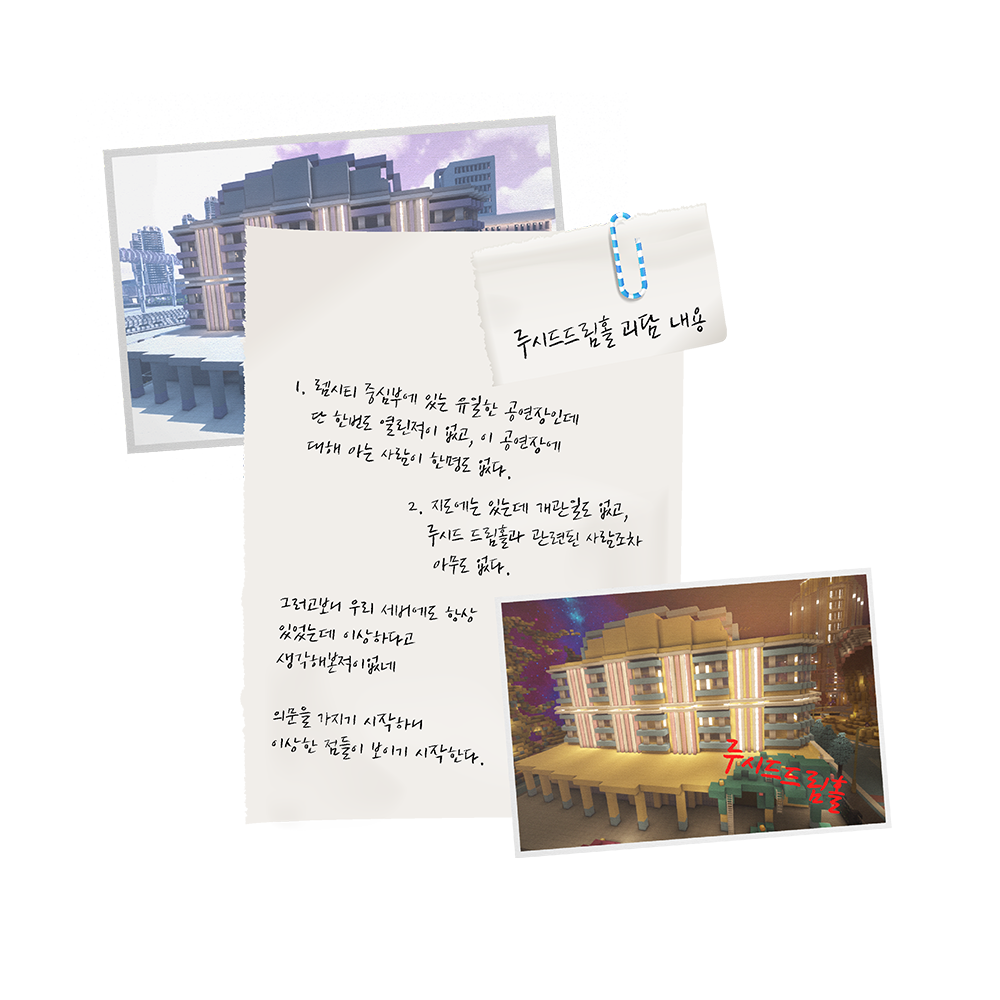 루시드드림홀 괴담 내용
1. 렘시티 중심부에 있는 유일한 공연장인데
단 한번도 열린적이 없고, 이 공연장에
대해 아는 사람이 한명도 없다.
2. 지도에는 있는데 개관일도 없고,
루시드 드림홀과 관련된 사람조차
아무도 없다.
그러고보니 우리 세버에도 항상
있었는데 이상하다고
생각해본적이없네
의문을 가지기 시작하니
이상한 점들이 보이기 시작한다.
루시드드림홀